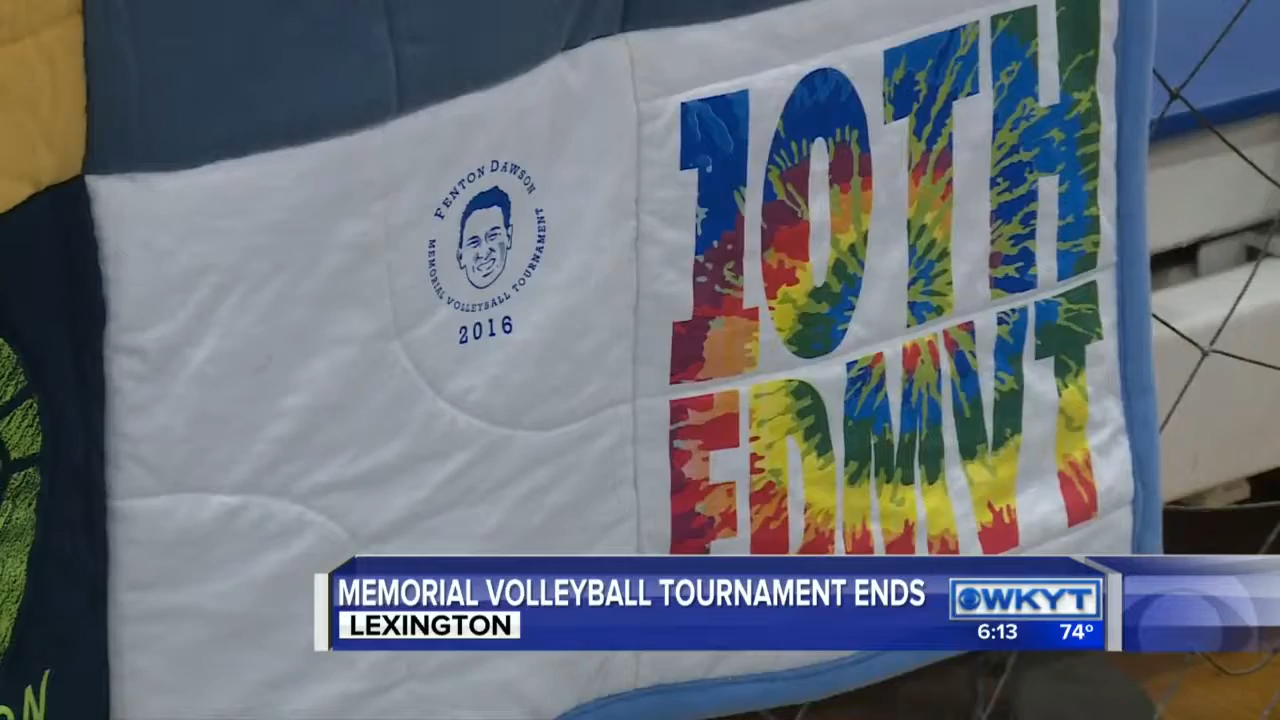 FENTON DAWSON
MEMORIAL VOLLEYBALL TOURNAMENT
2016
10TH
FDMVT
MEMORIAL VOLLEYBALL TOURNAMENT ENDS
LEXINGTON
WKYT
6:13 74°